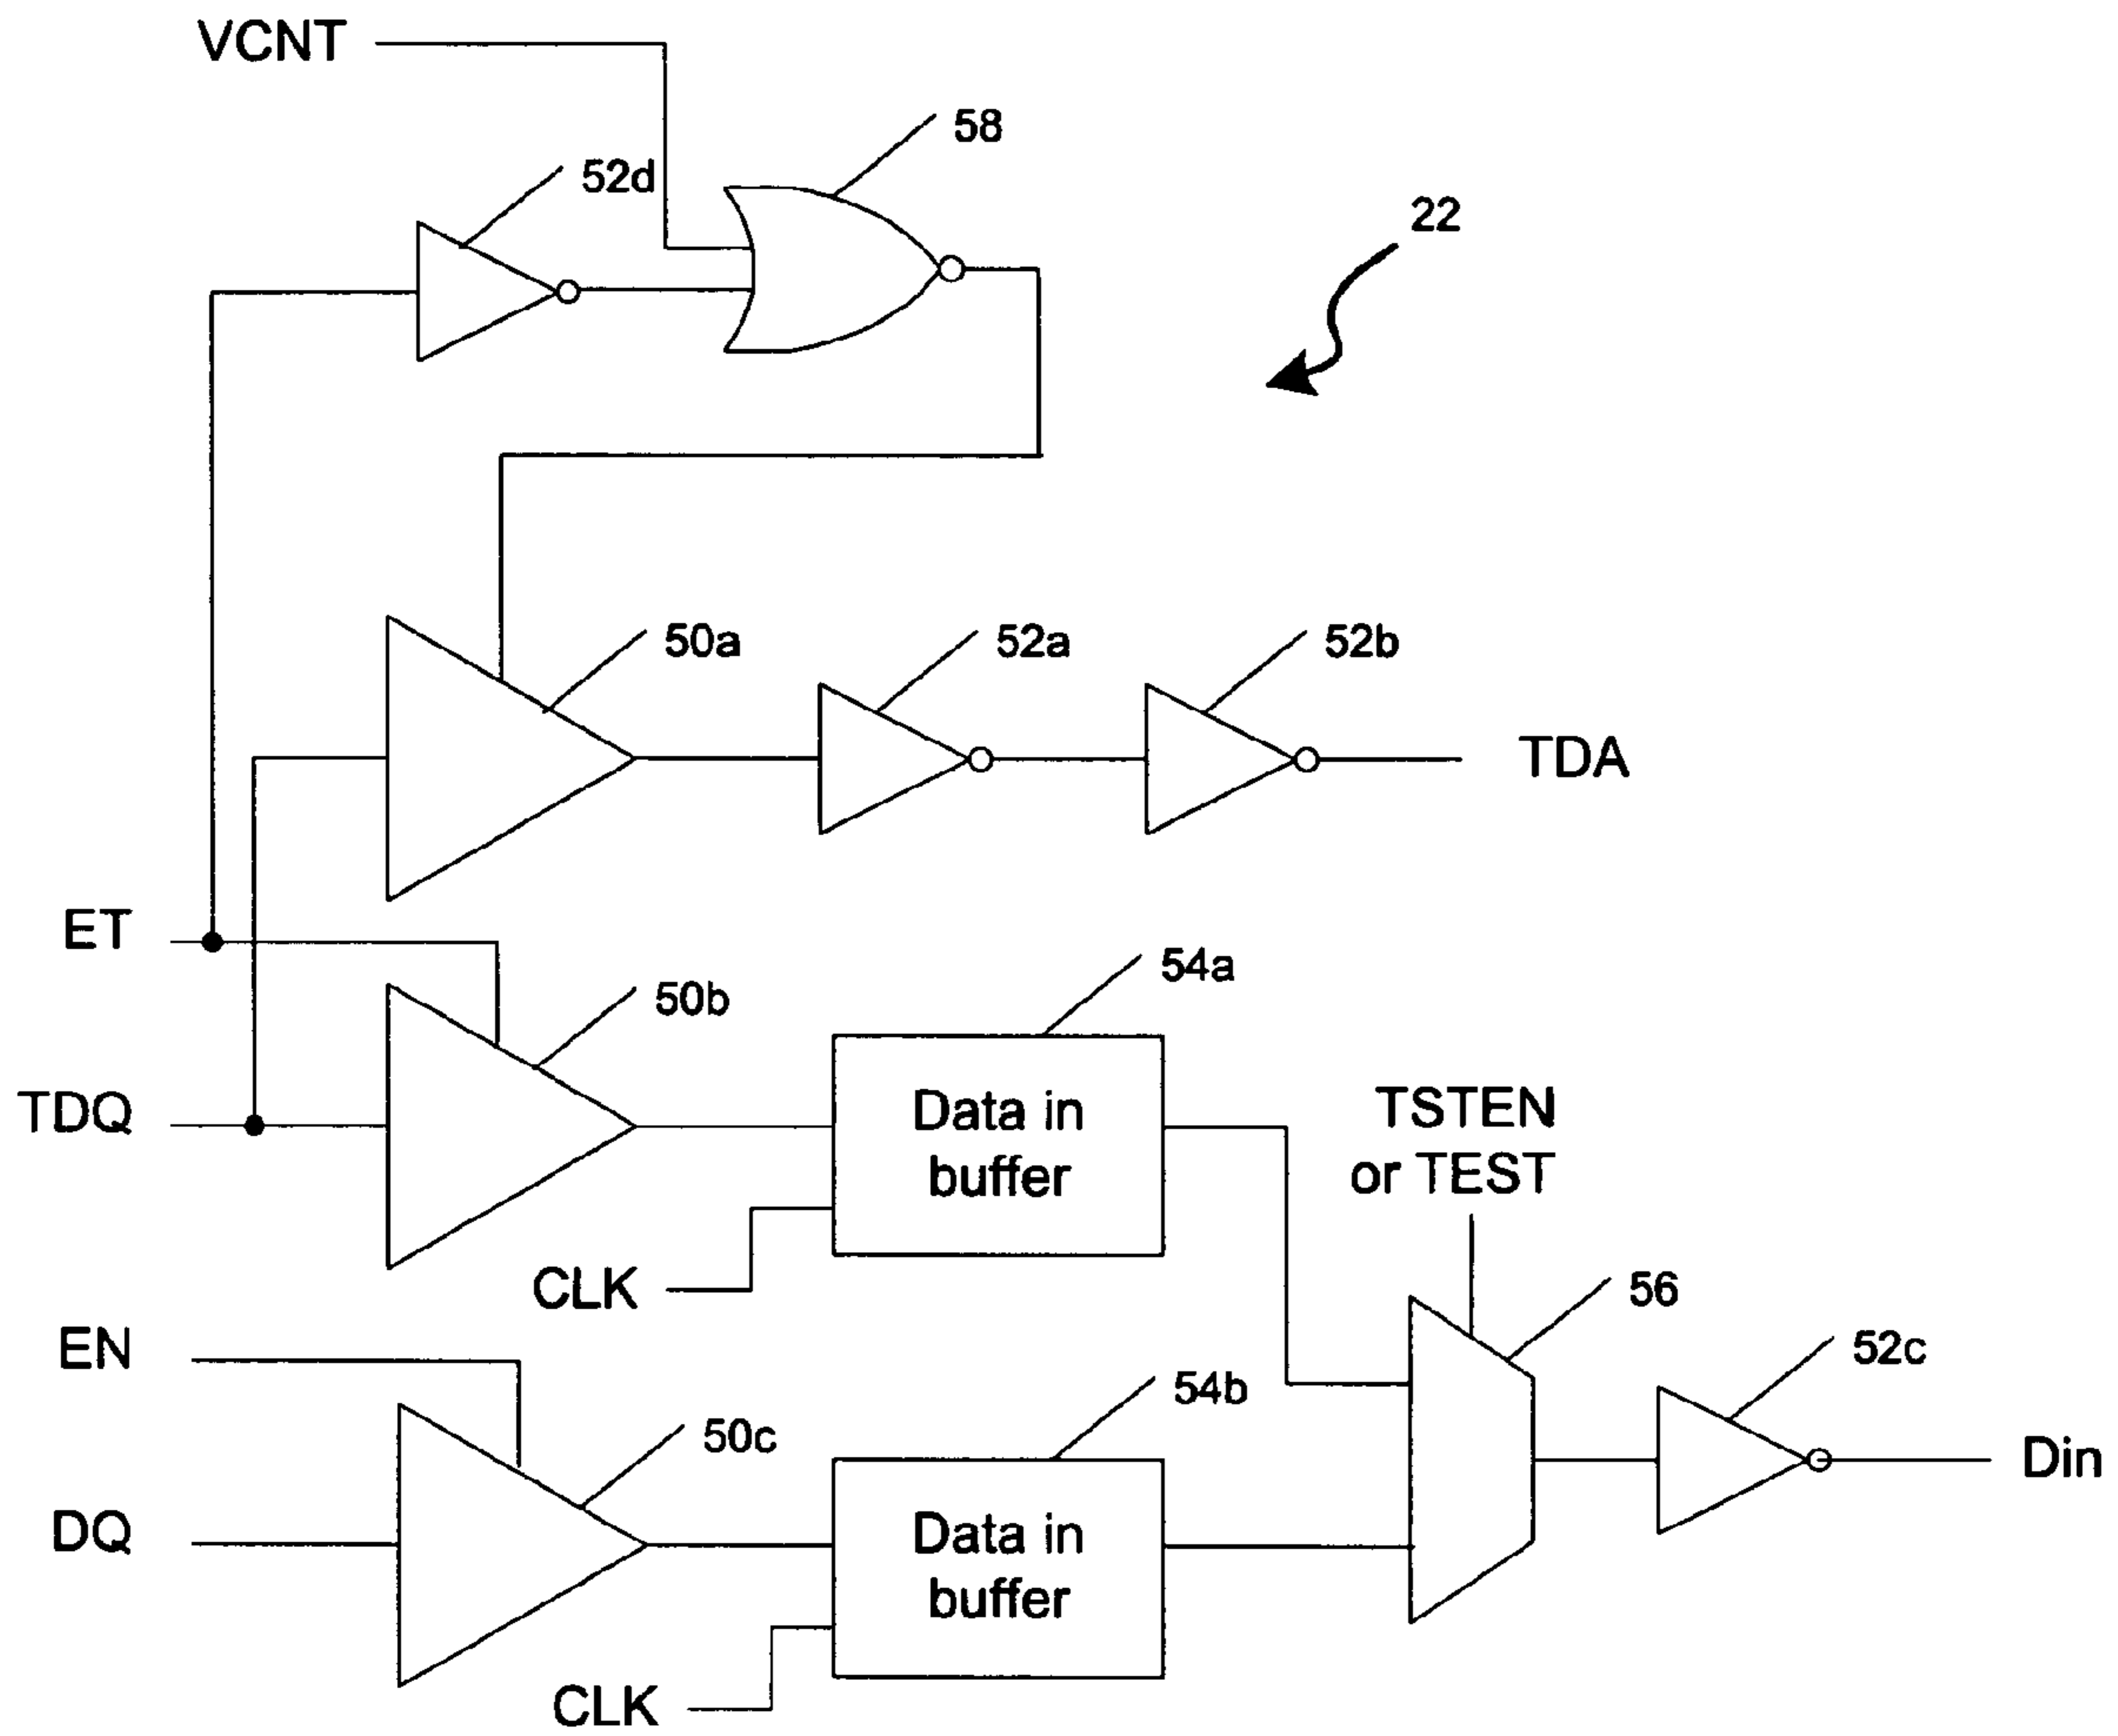 VCNT
58
52d
22
50a
52a
52b
TDA
ET
54a
50b
Data in
buffer
TDQ
TSTEN
or TEST
CLK
56
EN
52c
54b
50c
Din
DQ
Data in
buffer
CLK